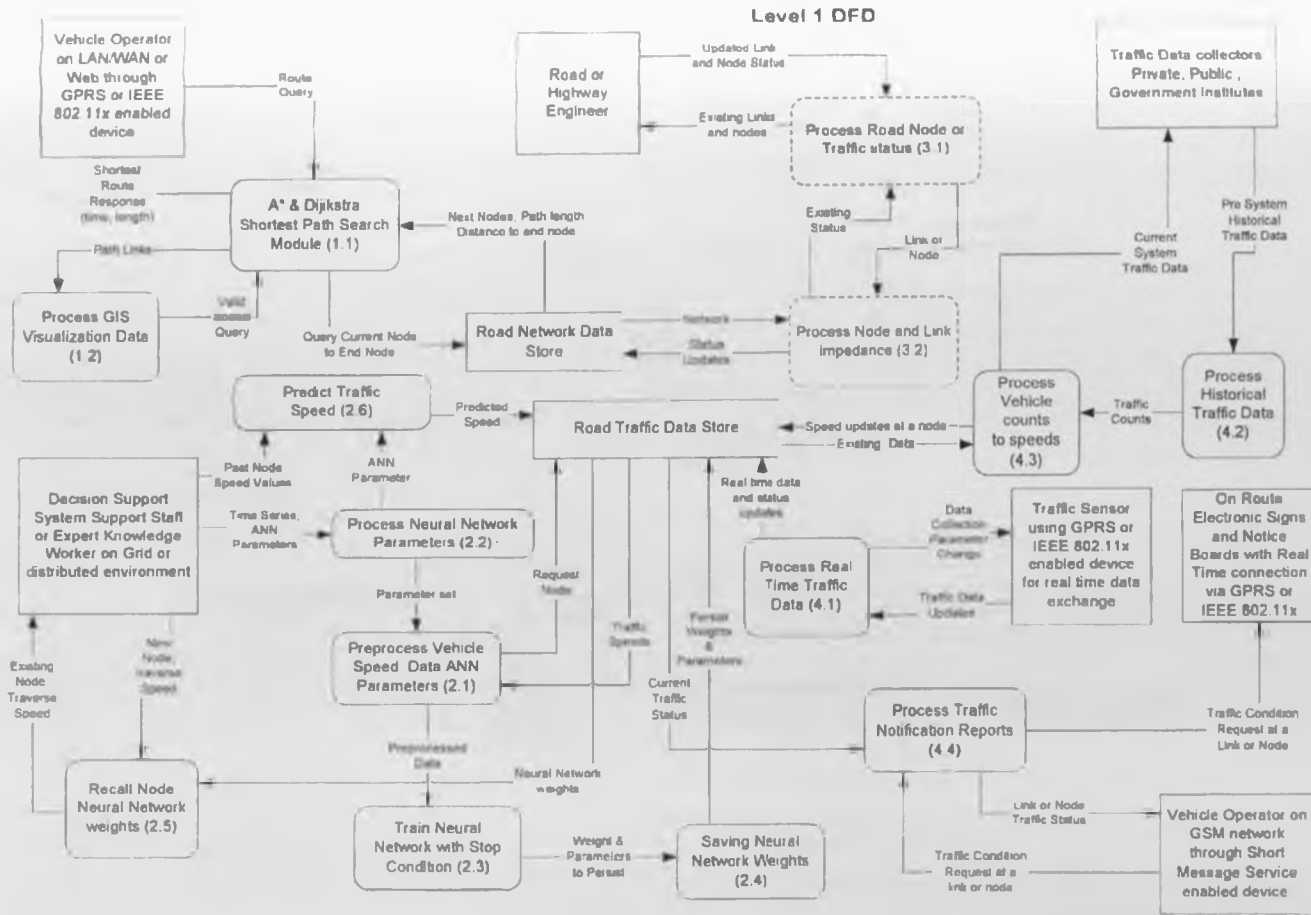 Level 1 DFD
Vehicle Operator
on LAN/WAN or
Web through
GPRS or IEEE
802.11x enabled
device
Route
Query
Road or
Highway
Engineer
Updated Link
and Node Status
Existing Links
and nodes
Process Road Node or
Traffic status (3.1)
Traffic Data collectors
Private, Public ,
Government Institutes
Shortest
Route
Response
(time, length)
A* & Dijikstra
Shortest Path Search
Module (1.1)
Next Nodes, Path length
Distance to end node
Existing
Status
Link or
Node
Current
System
Traffic Data
Pre System
Historical
Traffic Data
Path Links
Process GIS
Visualization Data
(1.2)
Valid
Query
Query Current Node
to End Node
Road Network Data
Store
Network
Status
Updates
Process Node and Link
impedance (3.2)
Predict Traffic
Speed (2.6)
Predicted
Speed
Road Traffic Data Store
Speed updates at a node
Existing Data
Process
Vehicle
counts
to speeds
(4.3)
Traffic
Counts
Process
Historical
Traffic Data
(4.2)
Past Node
Speed Values
ANN
Parameter
Decision Support
System Support Staff
or Expert Knowledge
Worker on Grid or
distributed environment
Time Series,
ANN
Parameters
Process Neural Network
Parameters (2.2)
Request
Node
Real time data
and status
updates
Process Real
Time Traffic
Data (4.1)
Data
Collection
Parameter
Change
Traffic Data
Updates
Traffic Sensor
using GPRS or
IEEE 802.11x
enabled device
for real time data
exchange
On Route
Electronic Signs
and Notice
Boards with Real
Time connection
via GPRS or
IEEE 802.11x
Parameter set
Preprocess Vehicle
Speed Data ANN
Parameters (2.1)
Traffic
Speeds
Persist
Weights
&
Parameters
Current
Traffic
Status
Existing
Node
Traverse
Speed
New
Node,
traverse
Speed
Preprocessed
Data
Process Traffic
Notification Reports
(4.4)
Traffic Condition
Request at a
Link or Node
Recall Node
Neural Network
weights (2.5)
Neural Network
weights
Train Neural
Network with Stop
Condition (2.3)
Weight &
Parameters
to Persist
Saving Neural
Network Weights
(2.4)
Link or Node
Traffic Status
Traffic Condition
Request at a
link or node
Vehicle Operator on
GSM network
through Short
Message Service
enabled device